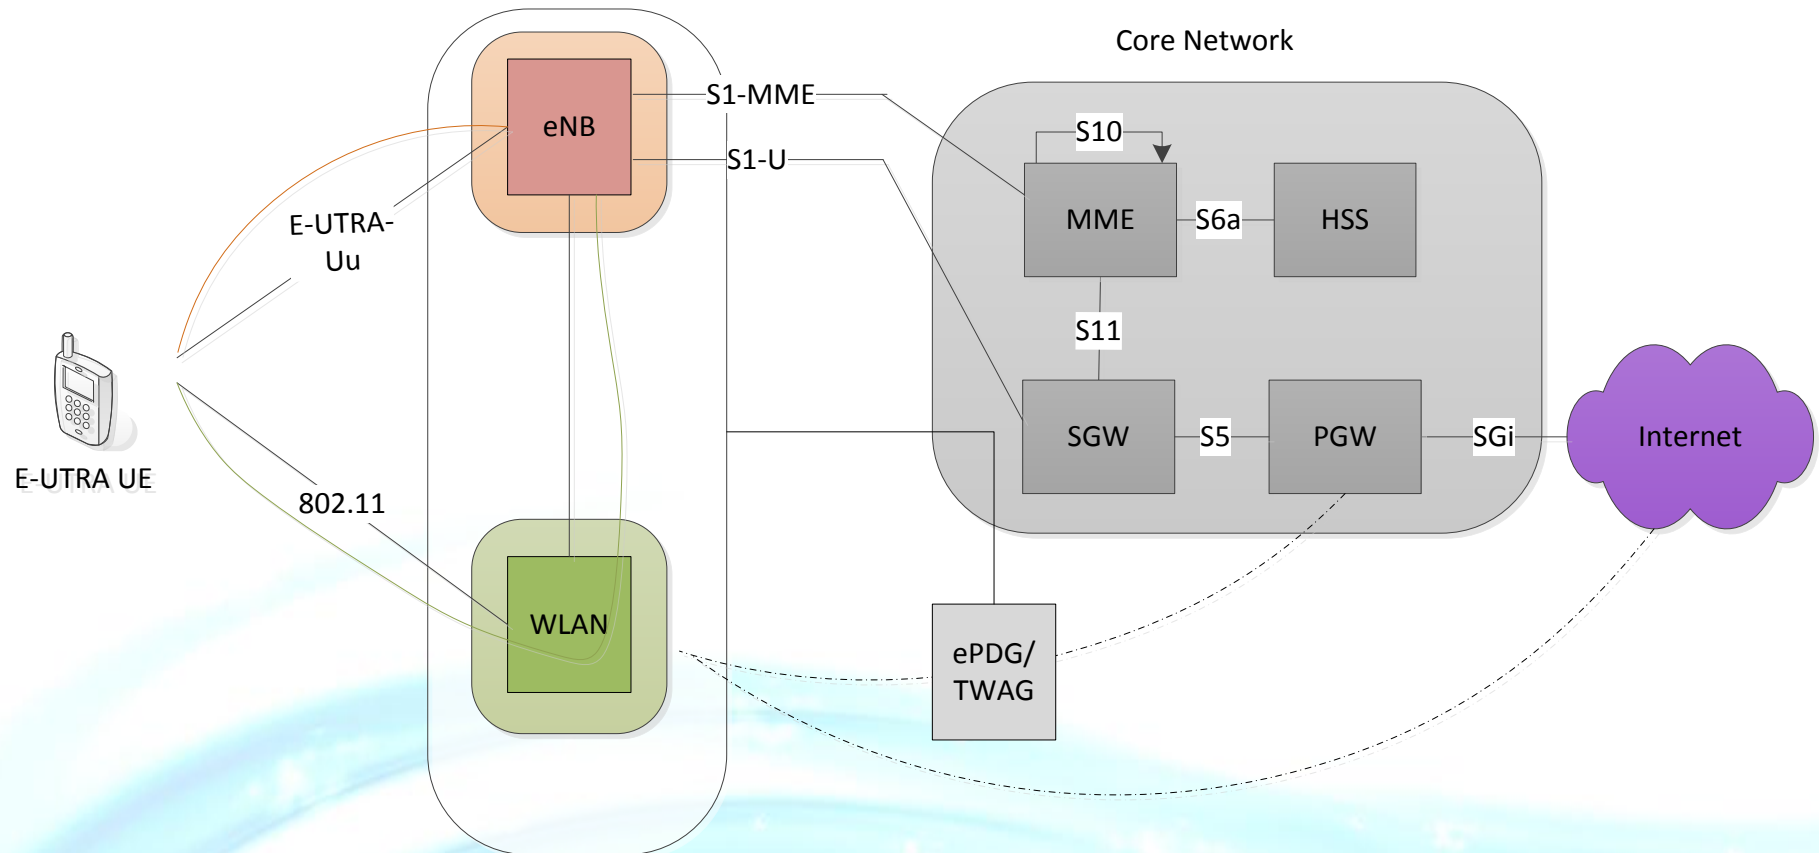 Core Network
eNB
S1-MME
S1-U
S10
MME
S6a
HSS
E-UTRA-
Uu
S11
E-UTRA UE
SGW
S5
PGW
SGi
Internet
802.11
WLAN
ePDG/
TWAG